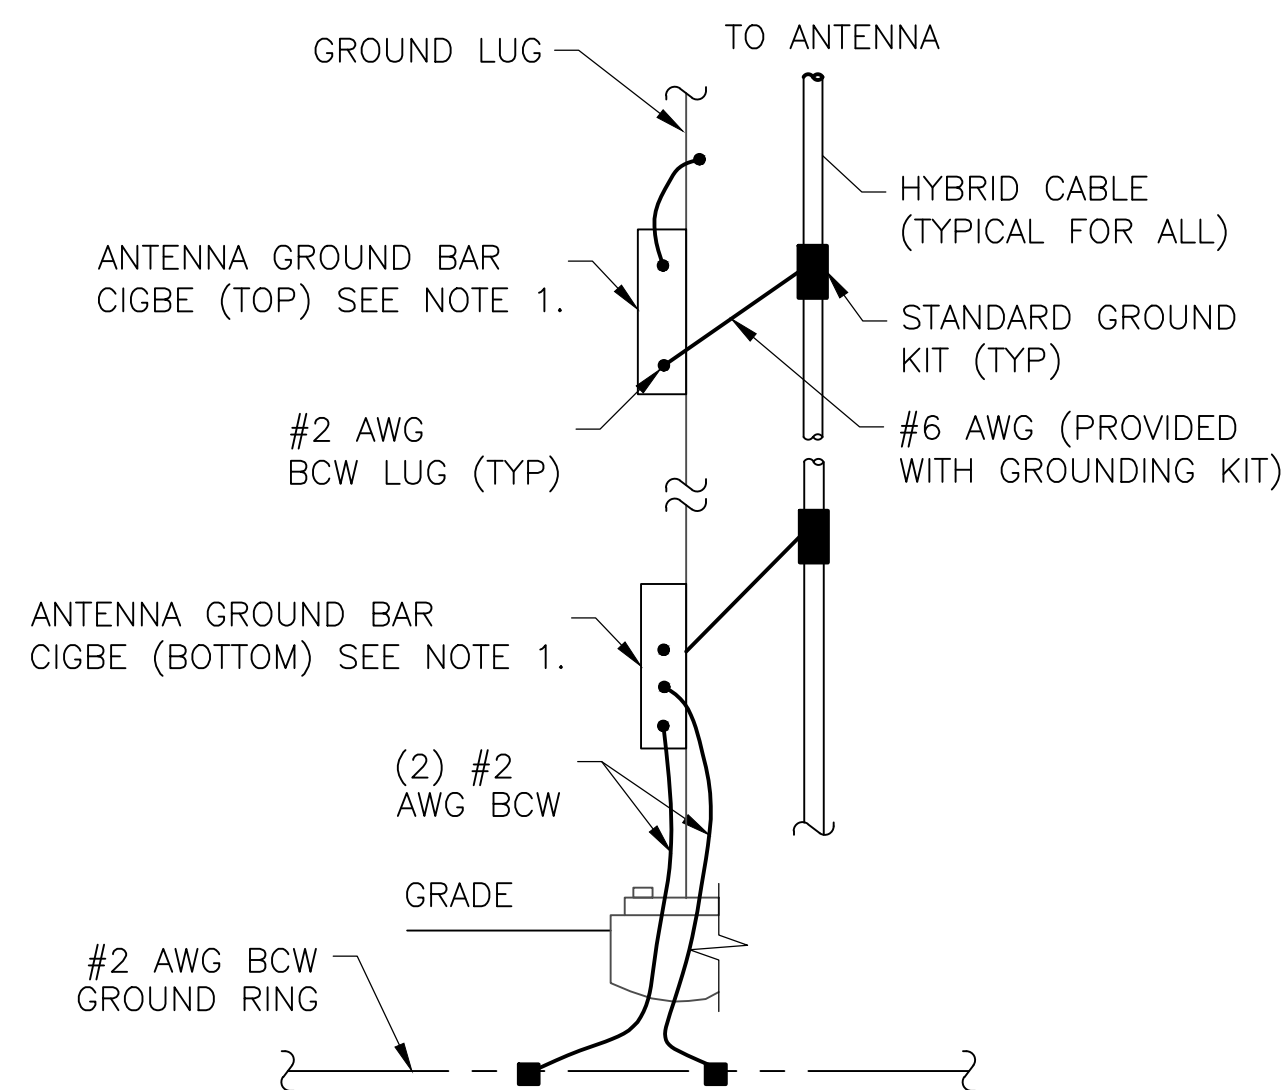 TO ANTENNA
GROUND LUG
HYBRID CABLE
(TYPICAL FOR ALL)
ANTENNA GROUND BAR
CIGBE (TOP) SEE NOTE 1.
STANDARD GROUND
KIT (TYP)
#2 AWG
BCW LUG (TYP)
#6 AWG (PROVIDED
WITH GROUNDING KIT)
ANTENNA GROUND BAR
CIGBE (BOTTOM) SEE NOTE 1.
(2) #2
AWG BCW
GRADE
#2 AWG BCW
GROUND RING